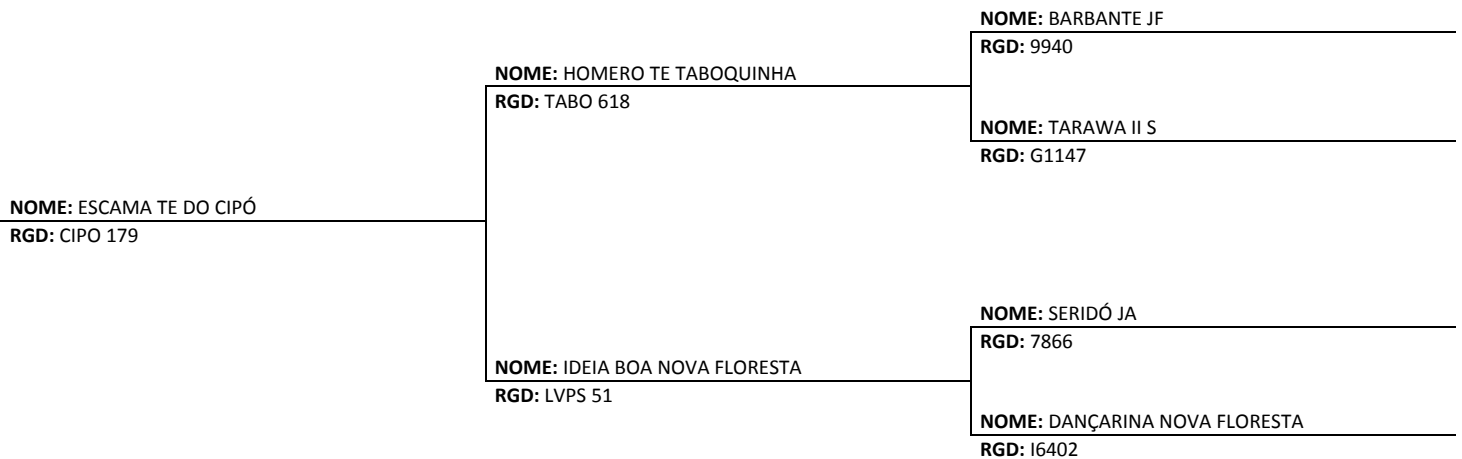 NOME: BARBANTE JF
RGD: 9940
NOME: HOMERO TE TABOQUINHA
RGD: TABO 618
NOME: TARAWA II S
RGD: G1147
NOME: ESCAMA TE DO CIPÓ
RGD: CIPO 179
NOME: SERIDÓ JA
RGD: 7866
NOME: IDEIA BOA NOVA FLORESTA
RGD: LVPS 51
NOME: DANÇARINA NOVA FLORESTA
RGD: I6402